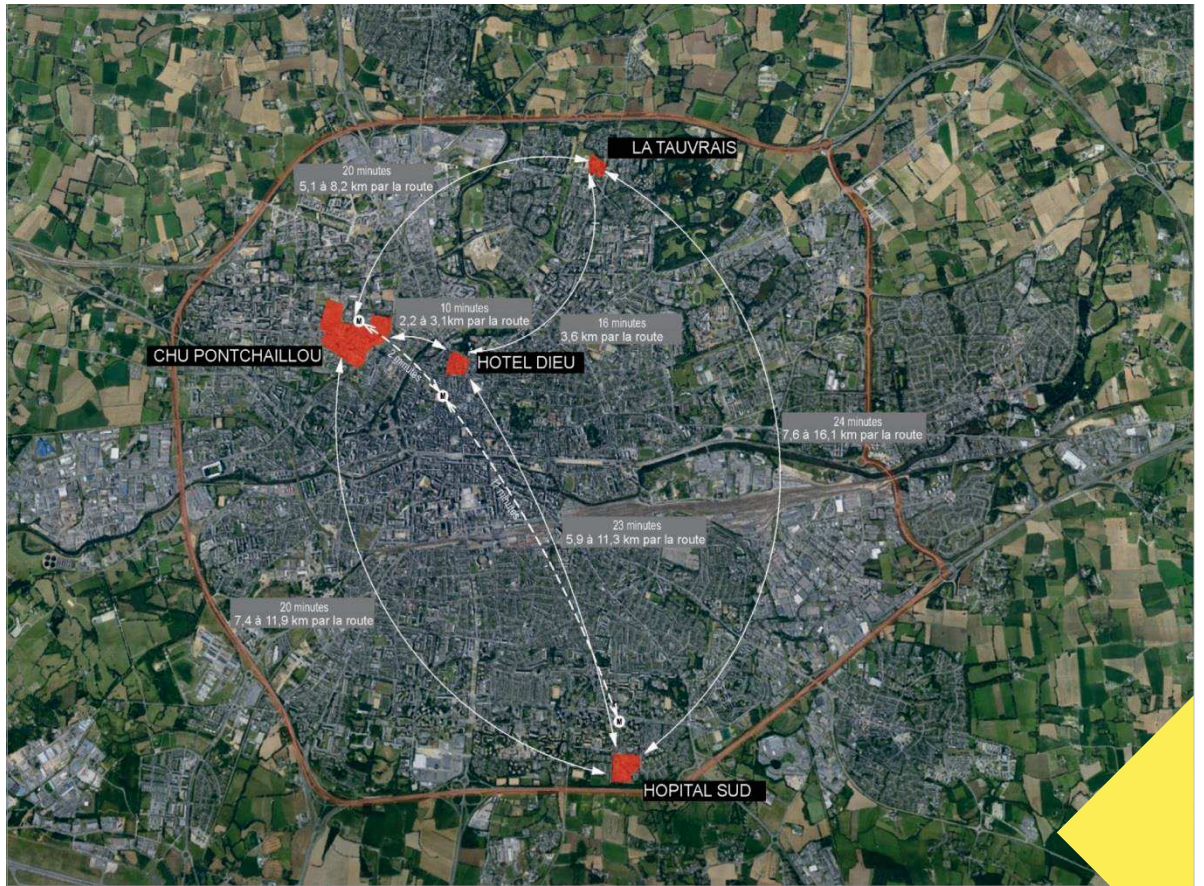 LA TAUVRAIS
20 minutes
5,1 à 8,2 km par la route
10 minutes
2,2 à 3,1km par la route
16 minutes
3,6 km par la route
M
CHU PONTCHAILLOU
HOTEL DIEU
minutes
M
24 minutes
7,6 à 16,1 km par la route
minutes
23 minutes
5,9 à 11,3 km par la route
20 minutes
7,4 à 11,9 km par la route
M
HOPITAL SUD